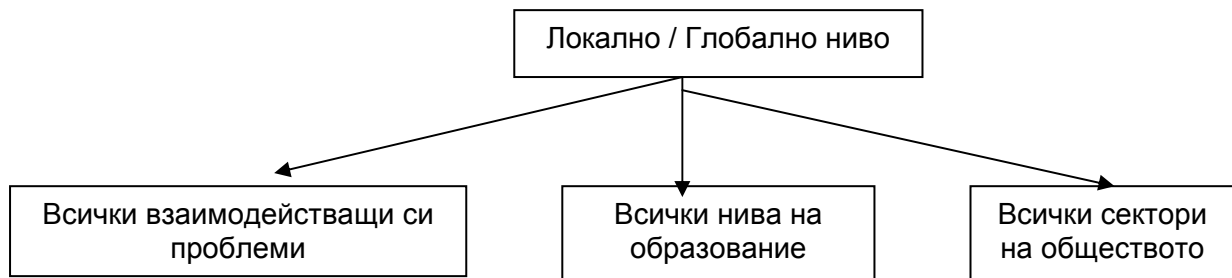 Локално / Глобално ниво
Всички взаимодействащи си
проблеми
Всички нива на
образование
Всички сектори
на обществото